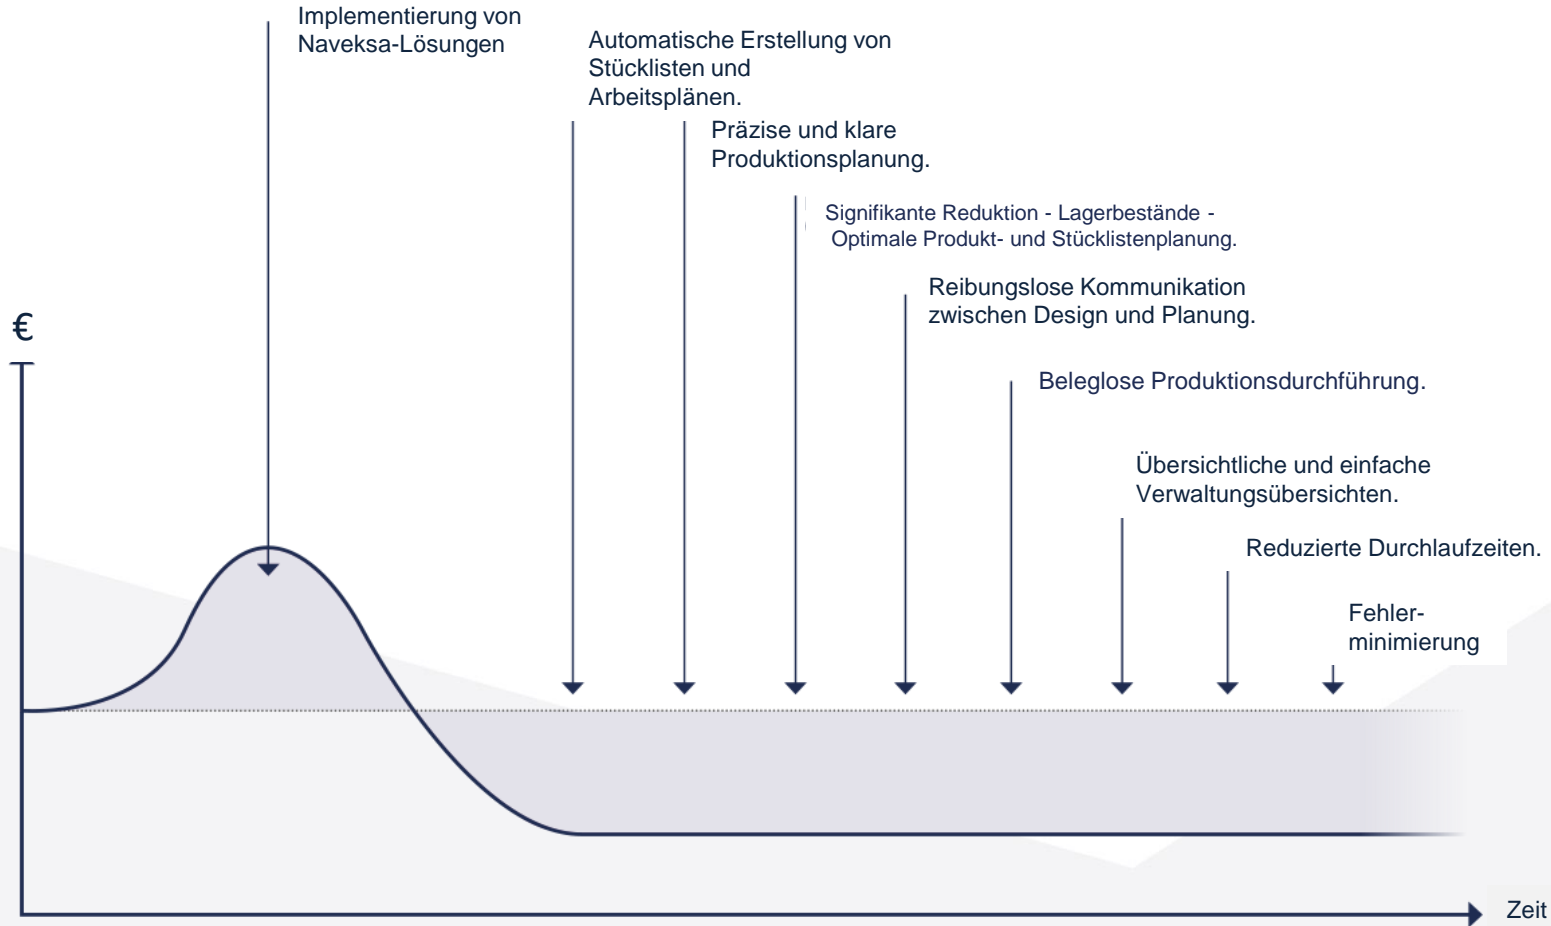 Implementierung von
Naveksa-Lösungen
Automatische Erstellung von
Stücklisten und
Arbeitsplänen.
Präzise und klare
Produktionsplanung.
Signifikante Reduktion - Lagerbestände -
Optimale Produkt- und Stücklistenplanung.
Reibungslose Kommunikation
zwischen Design und Planung.
€
Beleglose Produktionsdurchführung.
Übersichtliche und einfache
Verwaltungsübersichten.
Reduzierte Durchlaufzeiten.
Fehler-
minimierung
Zeit